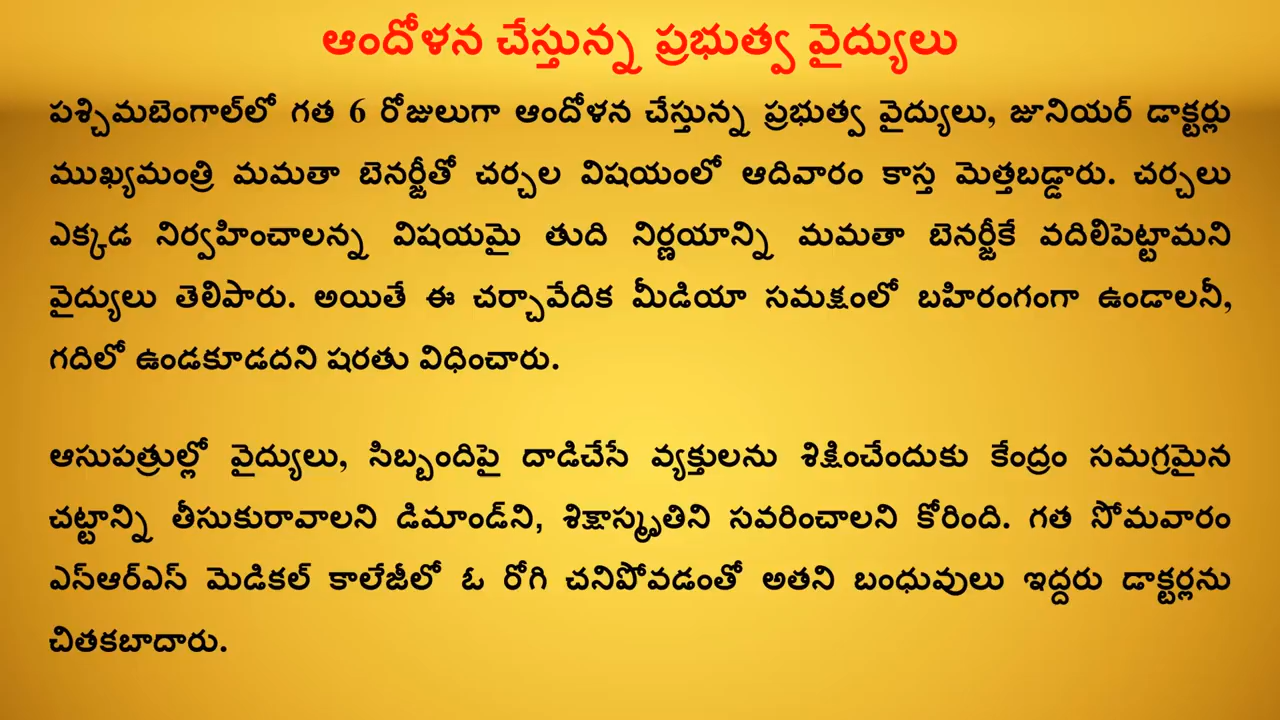 ఆందోళన చేస్తున్న ప్రభుత్వ వైద్యులు
పశ్చిమబెంగాల్‌లో గత 6 రోజులుగా ఆందోళన చేస్తున్న ప్రభుత్వ వైద్యులు, జూనియర్ డాక్టర్లు
ముఖ్యమంత్రి మమతా బెనర్జీతో చర్చల విషయంలో ఆదివారం కాస్త మెత్తబడ్డారు. చర్చలు
ఎక్కడ నిర్వహించాలన్న విషయమై తుది నిర్ణయాన్ని మమతా బెనర్జీకే వదిలిపెట్టామని
వైద్యులు తెలిపారు. అయితే ఈ చర్చావేదిక మీడియా సమక్షంలో బహిరంగంగా ఉండాలనీ,
గదిలో ఉండకూడదని షరతు విధించారు.
ఆసుపత్రుల్లో వైద్యులు, సిబ్బందిపై దాడిచేసే వ్యక్తులను శిక్షించేందుకు కేంద్రం సమగ్రమైన
చట్టాన్ని తీసుకురావాలని డిమాండ్‌ని, శిక్షాస్మృతిని సవరించాలని కోరింది. గత సోమవారం
ఎస్ఆర్ఎస్ మెడికల్ కాలేజీలో ఓ రోగి చనిపోవడంతో అతని బంధువులు ఇద్దరు డాక్టర్లను
చితకబాదారు.